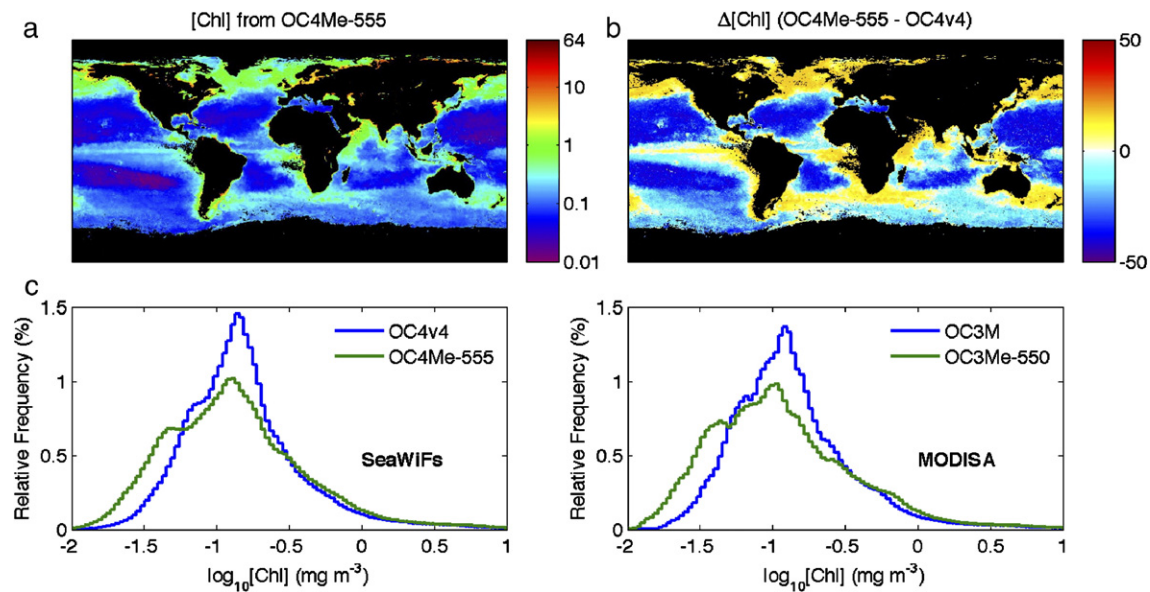 a
[Chl] from OC4Me-555
64
10
1
0.1
0.01
b
Δ[Chl] (OC4Me-555 - OC4v4)
50
0
-50
c
1.5
1
0.5
0
Relative Frequency (%)
OC4v4
OC4Me-555
SeaWiFs
-2 -1.5 -1 -0.5 0 0.5 1
log10[Chl] (mg m-3)
1.5
1
0.5
0
Relative Frequency (%)
OC3M
OC3Me-550
MODISA
-2 -1.5 -1 -0.5 0 0.5 1
log10[Chl] (mg m-3)